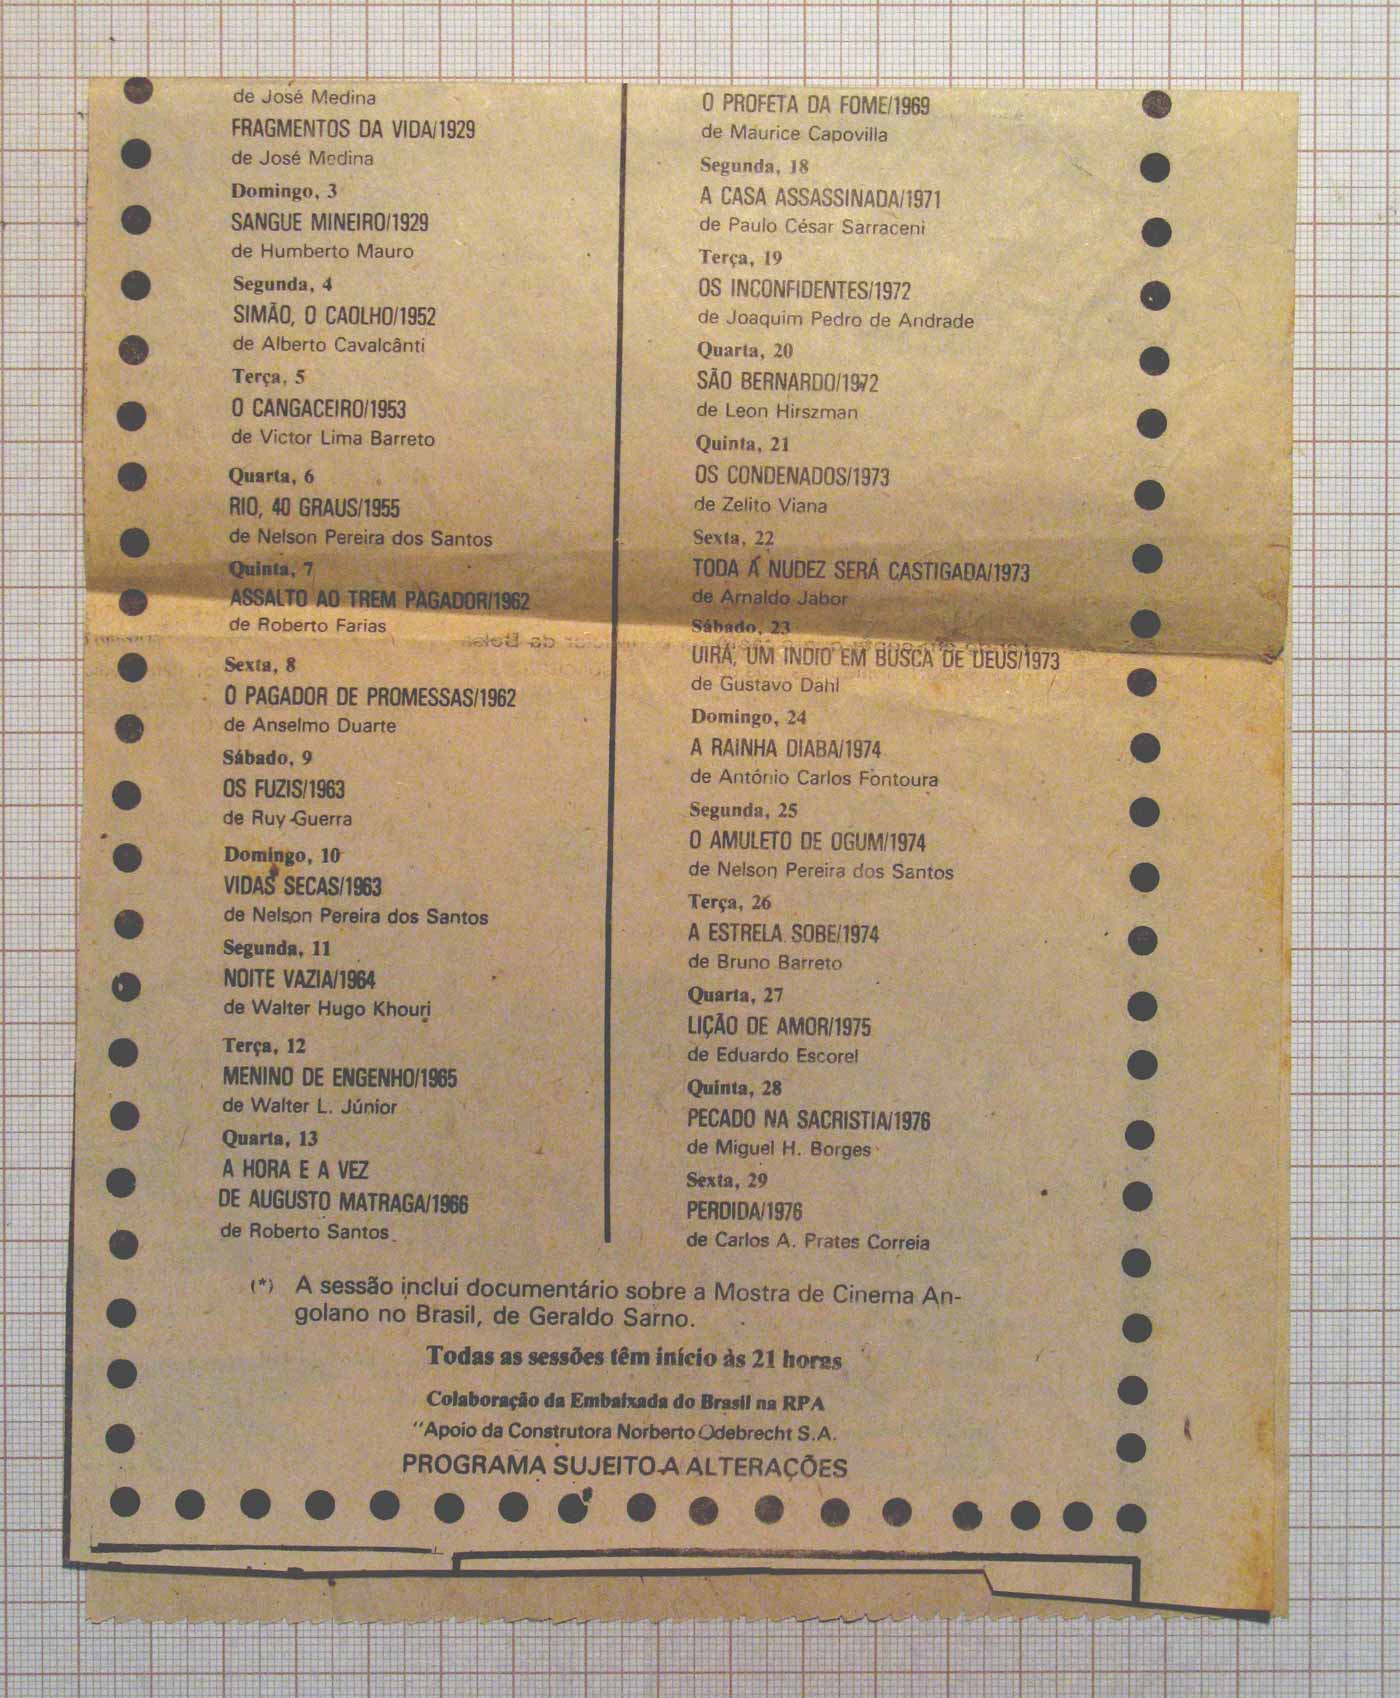 de José Medina
FRAGMENTOS DA VIDA/1929
de José Medina
Domingo, 3
SANGUE MINEIRO/1929
de Humberto Mauro
Segunda, 4
SIMÃO, O CAOLHO/1952
de Alberto Cavalcânti
Terça, 5
O CANGACEIRO/1953
de Victor Lima Barreto
Quarta, 6
RIO, 40 GRAUS/1955
de Nelson Pereira dos Santos
Quinta, 7
ASSALTO AO TREM PAGADOR/1962
de Roberto Farias
Sexta, 8
O PAGADOR DE PROMESSAS/1962
de Anselmo Duarte
Sábado, 9
OS FUZIS/1963
de Ruy Guerra
Domingo, 10
VIDAS SECAS/1963
de Nelson Pereira dos Santos
Segunda, 11
NOITE VAZIA/1964
de Walter Hugo Khouri
Terça, 12
MENINO DE ENGENHO/1965
de Walter L. Júnior
Quarta, 13
A HORA E A VEZ
DE AUGUSTO MATRAGA/1966
de Roberto Santos
O PROFETA DA FOME/1969
de Maurice Capovilla
Segunda, 18
A CASA ASSASSINADA/1971
de Paulo César Sarraceni
Terça, 19
OS INCONFIDENTES/1972
de Joaquim Pedro de Andrade
Quarta, 20
SÃO BERNARDO/1972
de Leon Hirszman
Quinta, 21
OS CONDENADOS/1973
de Zelito Viana
Sexta, 22
TODA A NUDEZ SERÁ CASTIGADA/1973
de Arnaldo Jabor
Sábado, 23
UIRÁ, UM ÍNDIO EM BUSCA DE DEUS/1973
de Gustavo Dahl
Domingo, 24
A RAINHA DIABA/1974
de António Carlos Fontoura
Segunda, 25
O AMULETO DE OGUM/1974
de Nelson Pereira dos Santos
Terça, 26
A ESTRELA SOBE/1974
de Bruno Barreto
Quarta, 27
LIÇÃO DE AMOR/1975
de Eduardo Escorel
Quinta, 28
PECADO NA SACRISTIA/1976
de Miguel H. Borges
Sexta, 29
PERDIDA/1976
de Carlos A. Prates Correia
(*) A sessão inclui documentário sobre a Mostra de Cinema An-
golano no Brasil, de Geraldo Sarno.
Todas as sessões têm início às 21 horas
Colaboração da Embaixada do Brasil na RPA
"Apoio da Construtora Norberto Odebrecht S.A.
PROGRAMA SUJEITO A ALTERAÇÕES